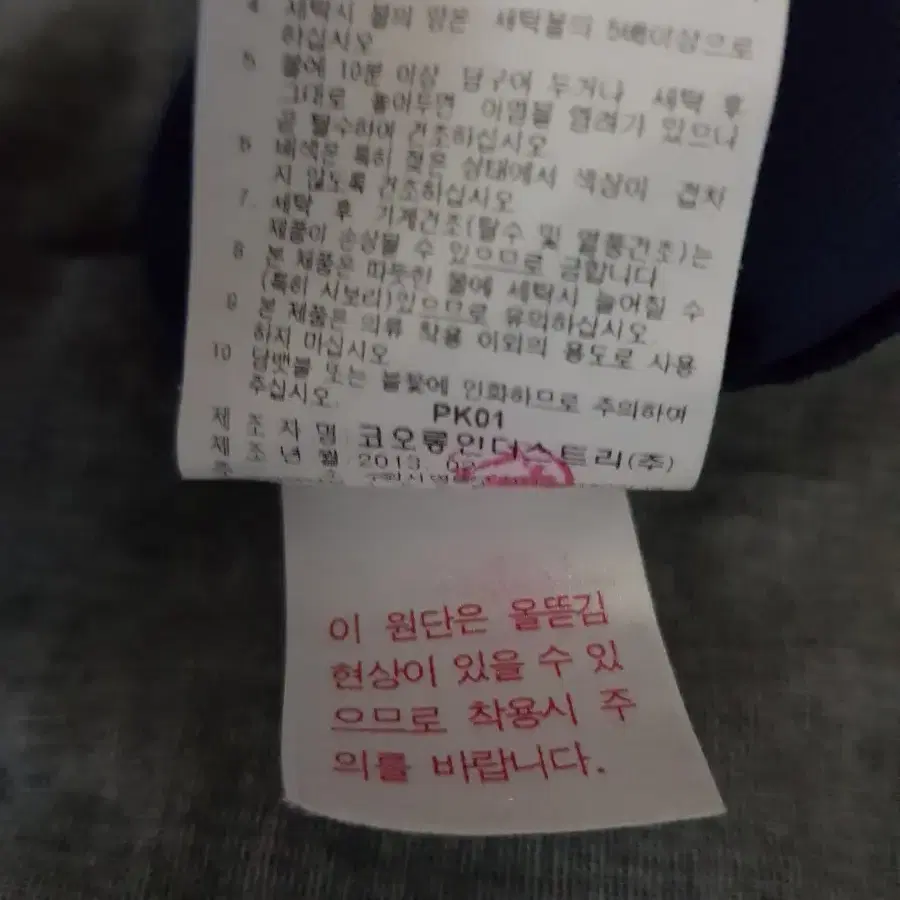 4. 세탁시 물의 양은 세탁물의 5배이상으로
하십시오
5. 물에 10분 이상 담구어 두거나 세탁 후
그대로 놓아두면 이염될 염려가 있으니
곧 탈수하여 건조하십시오
6 배색은 특히 젖은 상태에서 색상이 겹치
지 않도록 건조하십시오
7. 세탁 후 기계건조(탈수 및 열풍건조)는
제품이 손상될 수 있으므로 금합니다
8 본 제품은 따뜻한 물에 세탁시 늘어질 수
(특히 시보리)있으므로 유의하십시오
9 본 제품은 의류 착용 이외의 용도로 사용
하지 마십시오
10 담뱃불 또는 불꽃에 인화하므로 주의하여
주십시오.
PK01
제 조 자 명 코오롱인더스트리(주)
제 조 년 월 2013. 02
이 원단은 올뜯김
현상이 있을 수 있
으므로 착용시 주
의를 바랍니다.